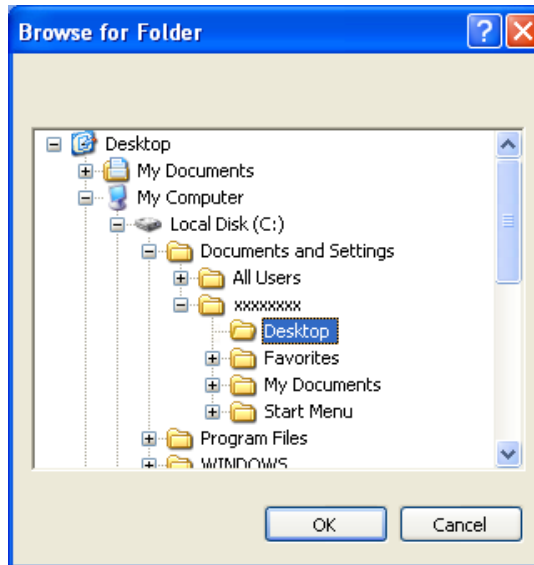 Browse for Folder
Desktop
My Documents
My Computer
Local Disk (C:)
Documents and Settings
All Users
xxxxxxxx
Desktop
Favorites
My Documents
Start Menu
Program Files
WINDOWS
OK Cancel